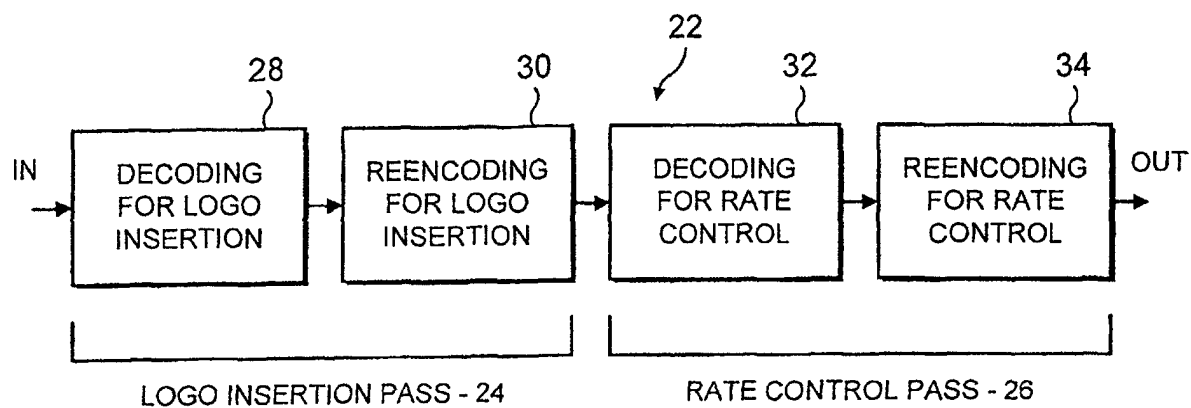 22
28
30
32
34
IN
DECODING
FOR LOGO
INSERTION
REENCODING
FOR LOGO
INSERTION
DECODING
FOR RATE
CONTROL
REENCODING
FOR RATE
CONTROL
OUT
LOGO INSERTION PASS - 24
RATE CONTROL PASS - 26